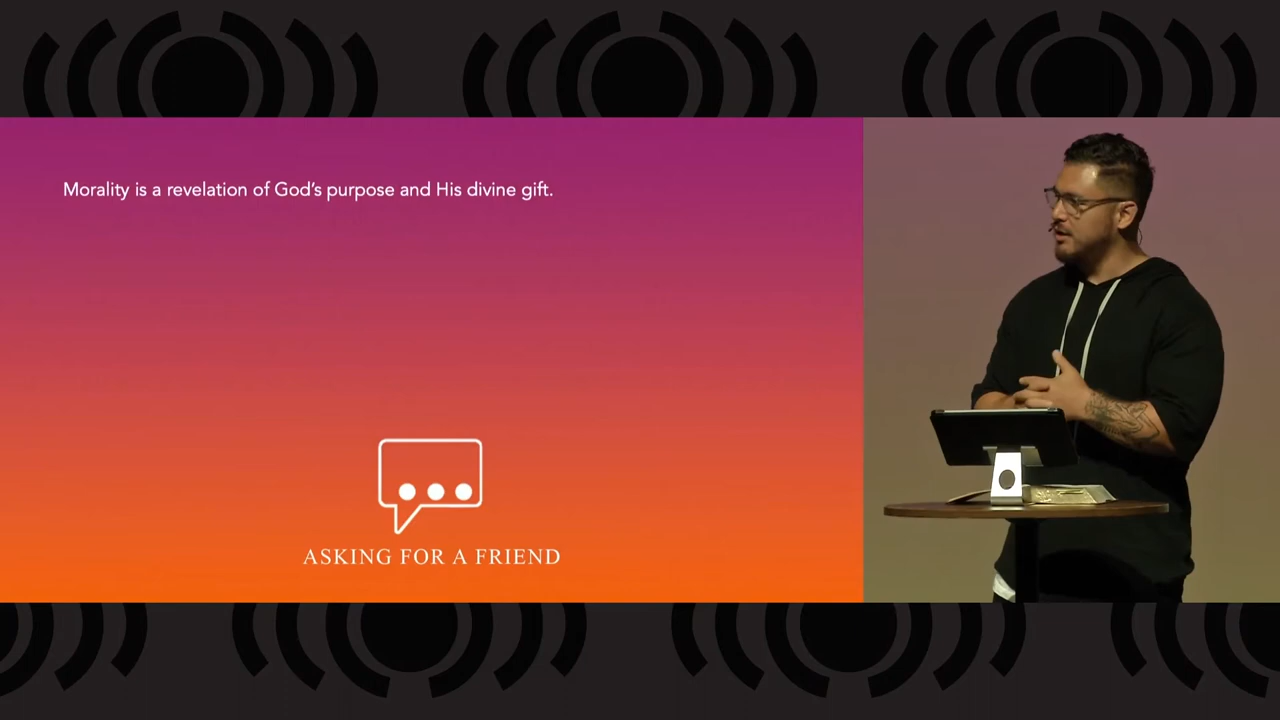 Morality is a revelation of God's purpose and His divine gift.
ASKING FOR A FRIEND